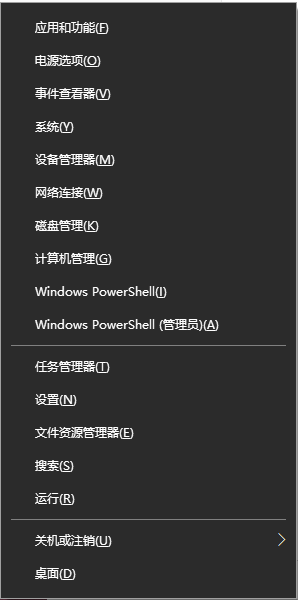 应用和功能(F)
电源选项(O)
事件查看器(V)
系统(Y)
设备管理器(M)
网络连接(W)
磁盘管理(K)
计算机管理(G)
Windows PowerShell(I)
Windows PowerShell (管理员)(A)
任务管理器(T)
设置(N)
文件资源管理器(E)
搜索(S)
运行(R)
关机或注销(U)
桌面(D)